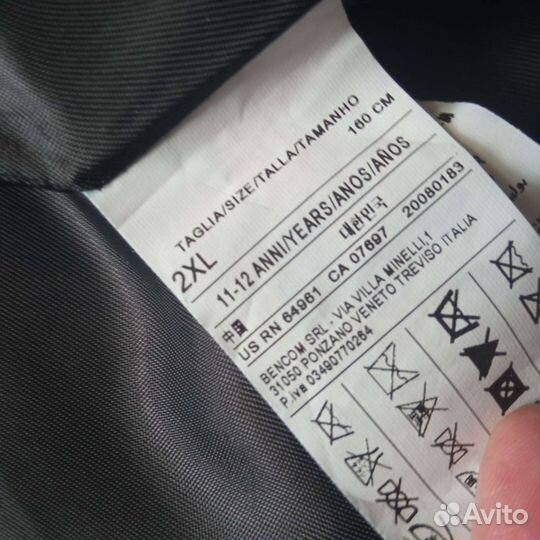 TAGLIA/SIZE/TALLA/TAMANHO
2XL 160 CM
11-12 ANNI/YEARS/ANOS/AÑOS
中国 대한민국
US RN 64961 CA 07697 20080183
BENCOM SRL - VIA VILLA MINELLI,1
31050 PONZANO VENETO TREVISO ITALIA
P.iva 03490770264
Avito